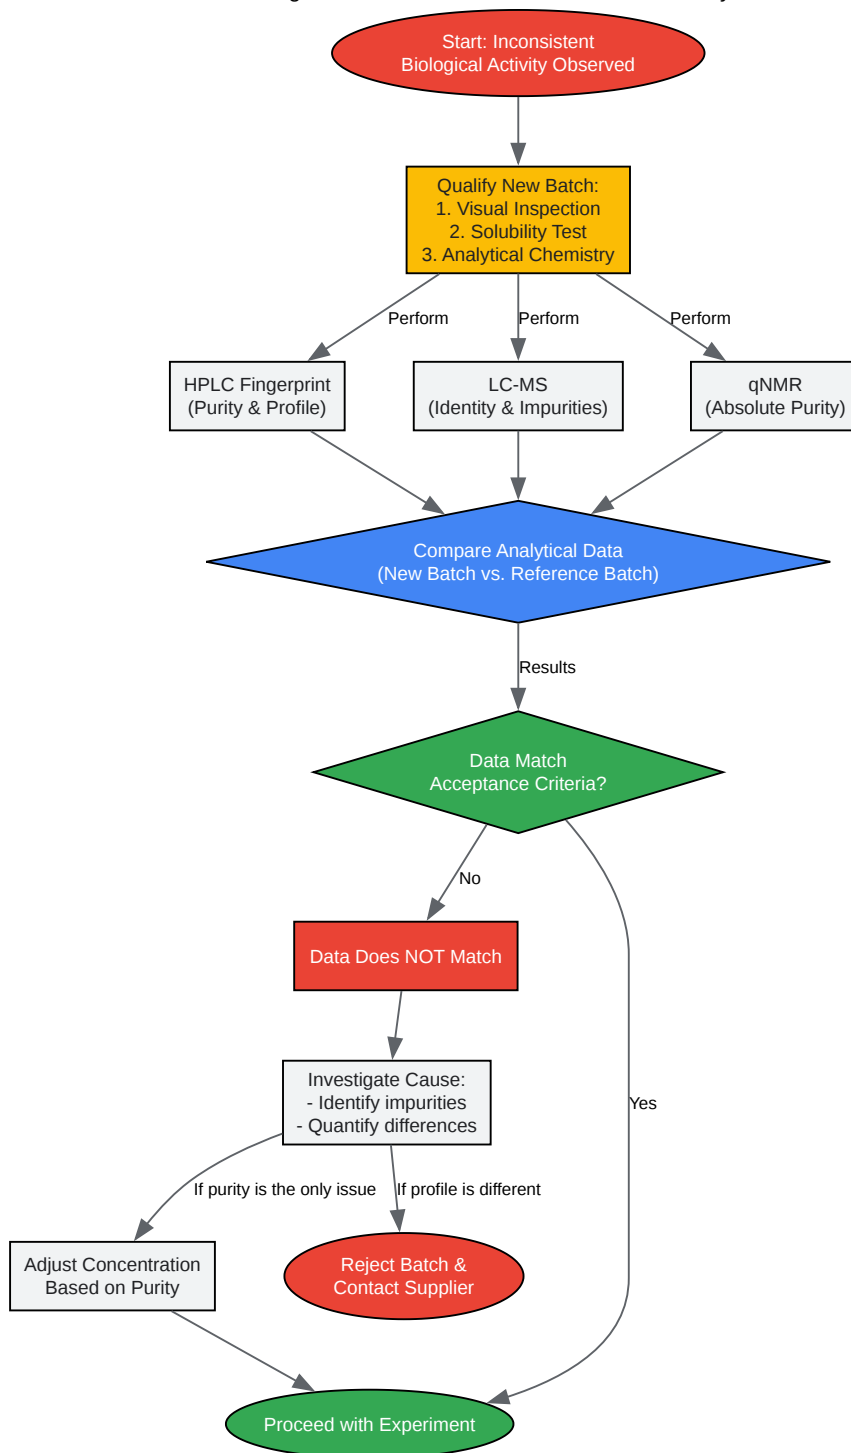 Start: Inconsistent
Biological Activity Observed
Qualify New Batch:
1. Visual Inspection
2. Solubility Test
3. Analytical Chemistry
Perform
Perform
Perform
HPLC Fingerprint
(Purity & Profile)
LC-MS
(Identity & Impurities)
qNMR
(Absolute Purity)
Compare Analytical Data
(New Batch vs. Reference Batch)
Results
Data Match
Acceptance Criteria?
No
Data Does NOT Match
Investigate Cause:
- Identify impurities
- Quantify differences
Yes
If purity is the only issue
If profile is different
Adjust Concentration
Based on Purity
Reject Batch &
Contact Supplier
Proceed with Experiment